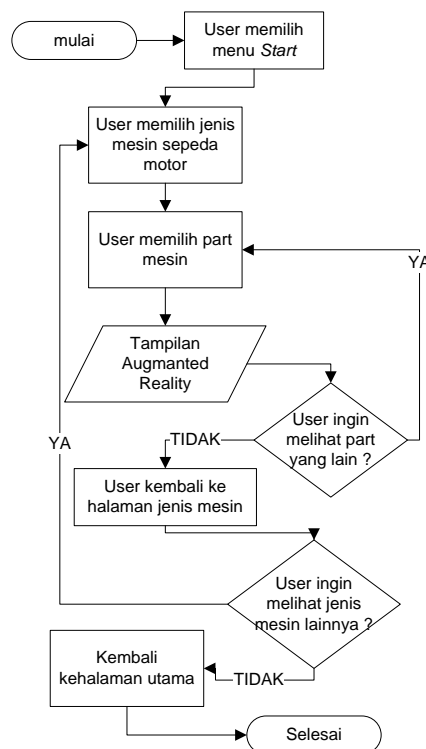 mulai
User memilih
menu Start
User memilih jenis
mesin sepeda
motor
User memilih part
mesin
YA
Tampilan
Augmanted
Reality
User ingin
melihat part
yang lain ?
TIDAK
YA
User kembali ke
halaman jenis mesin
User ingin
melihat jenis
mesin lainnya ?
Kembali
kehalaman utama
TIDAK
Selesai